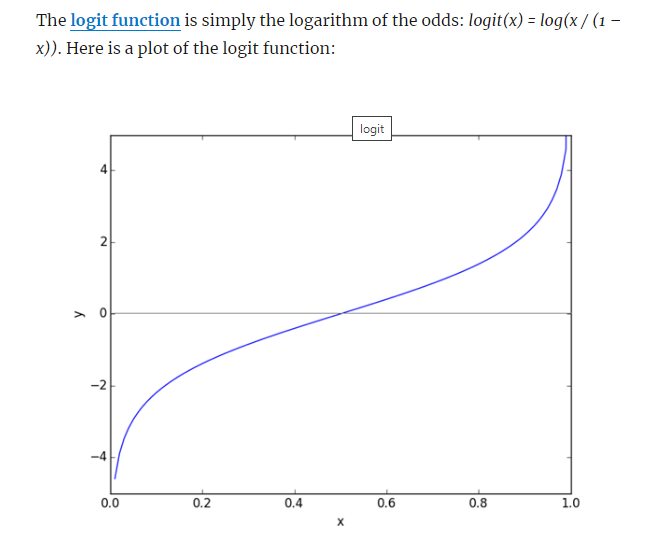 The logit function is simply the logarithm of the odds: logit(x) = log(x / (1 –
x)). Here is a plot of the logit function:
logit
4
2
0
−2
−4
y
0.0 0.2 0.4 0.6 0.8 1.0
x